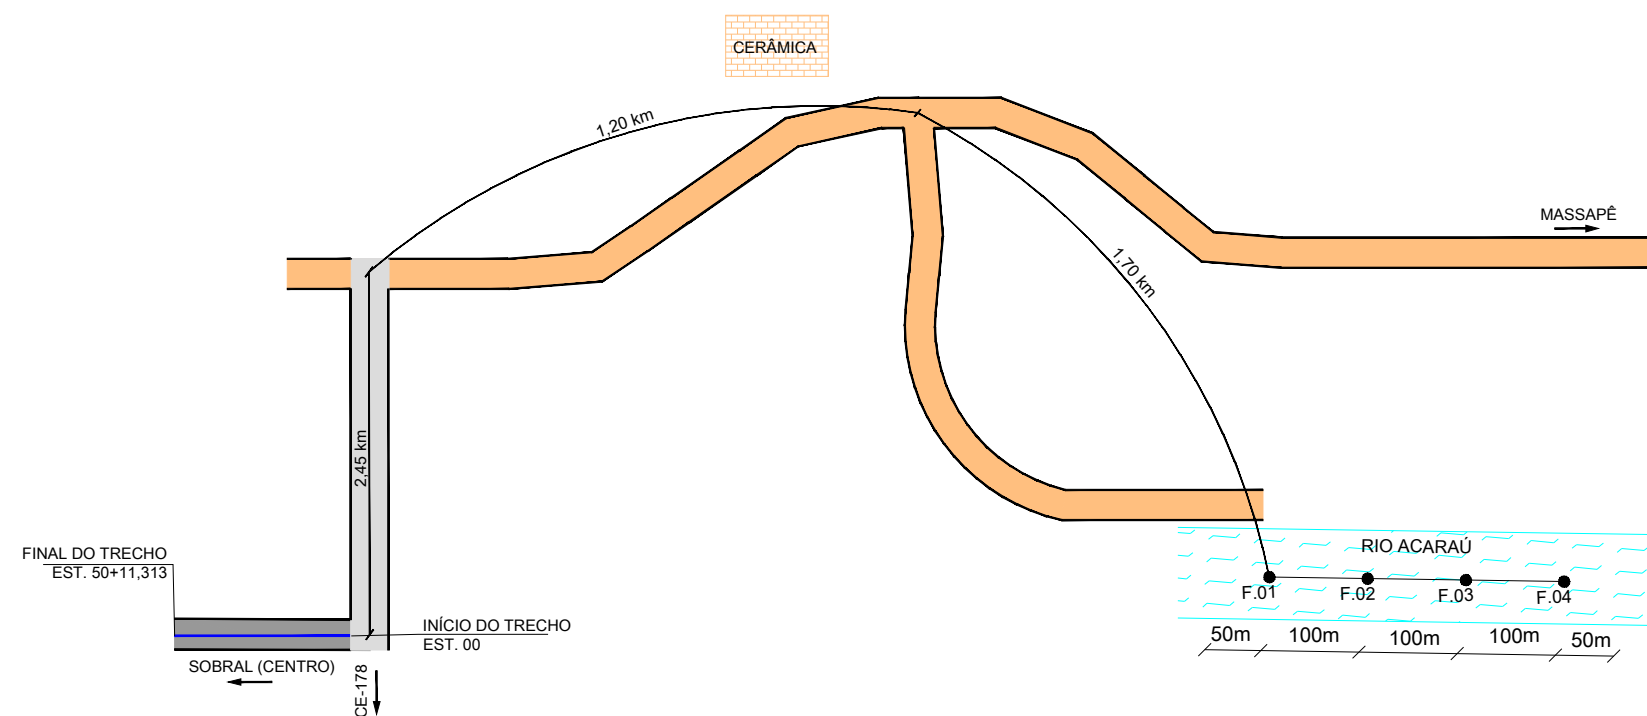 CERÂMICA
1,20 km
MASSAPÊ
1,70 km
2,45 km
FINAL DO TRECHO
EST. 50+11,313
INÍCIO DO TRECHO
EST. 00
SOBRAL (CENTRO)
CE-178
RIO ACARAÚ
F.01
F.02
F.03
F.04
50m
100m
100m
100m
50m